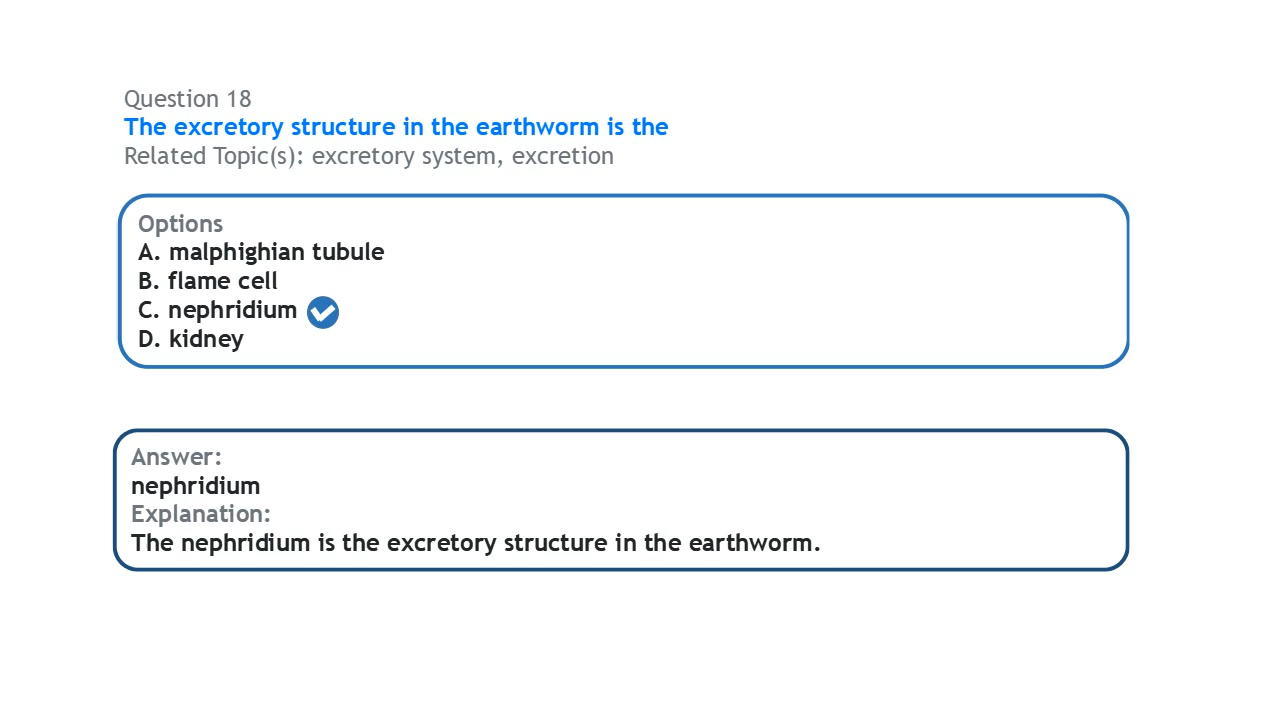 Question 18
The excretory structure in the earthworm is the
Related Topic(s): excretory system, excretion
Options
A. malphighian tubule
B. flame cell
C. nephridium
D. kidney
Answer:
nephridium
Explanation:
The nephridium is the excretory structure in the earthworm.